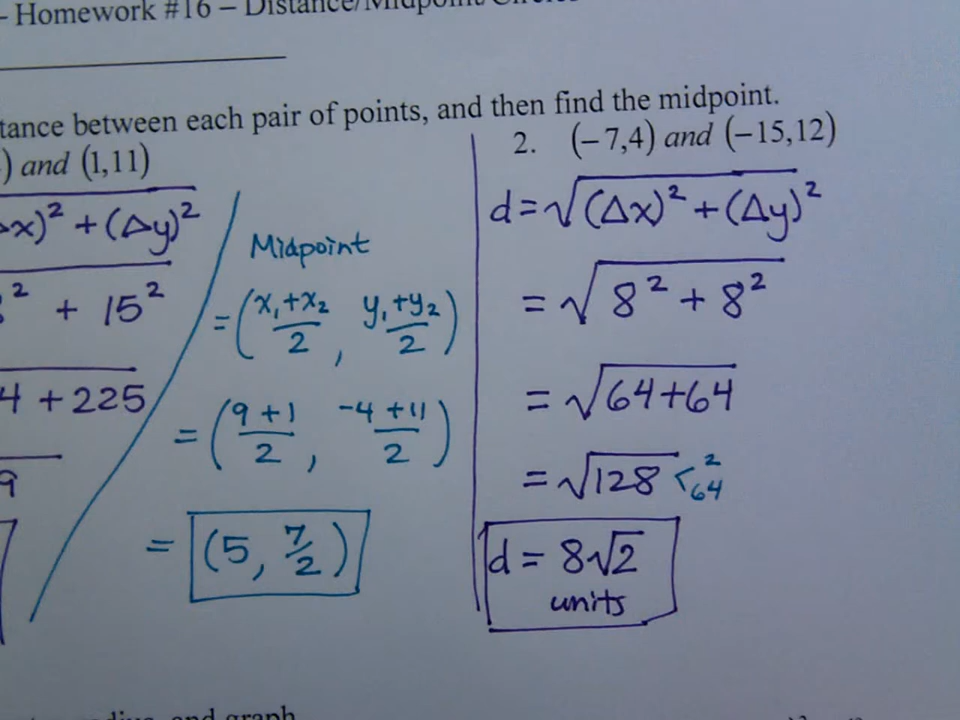 – Homework #16 – Distance/Midpoint/Circles
tance between each pair of points, and then find the midpoint.
) and (1,11)
x)² + (Δy)²
² + 15²
4 + 225
9
Midpoint
= (x₁+x₂/2, y₁+y₂/2)
= (9+1/2, -4+11/2)
= (5, 7/2)
2. (–7,4) and (–15,12)
d = √(Δx)² + (Δy)²
= √8² + 8²
= √64+64
= √128 < 2 64
d = 8√2
units
and graph